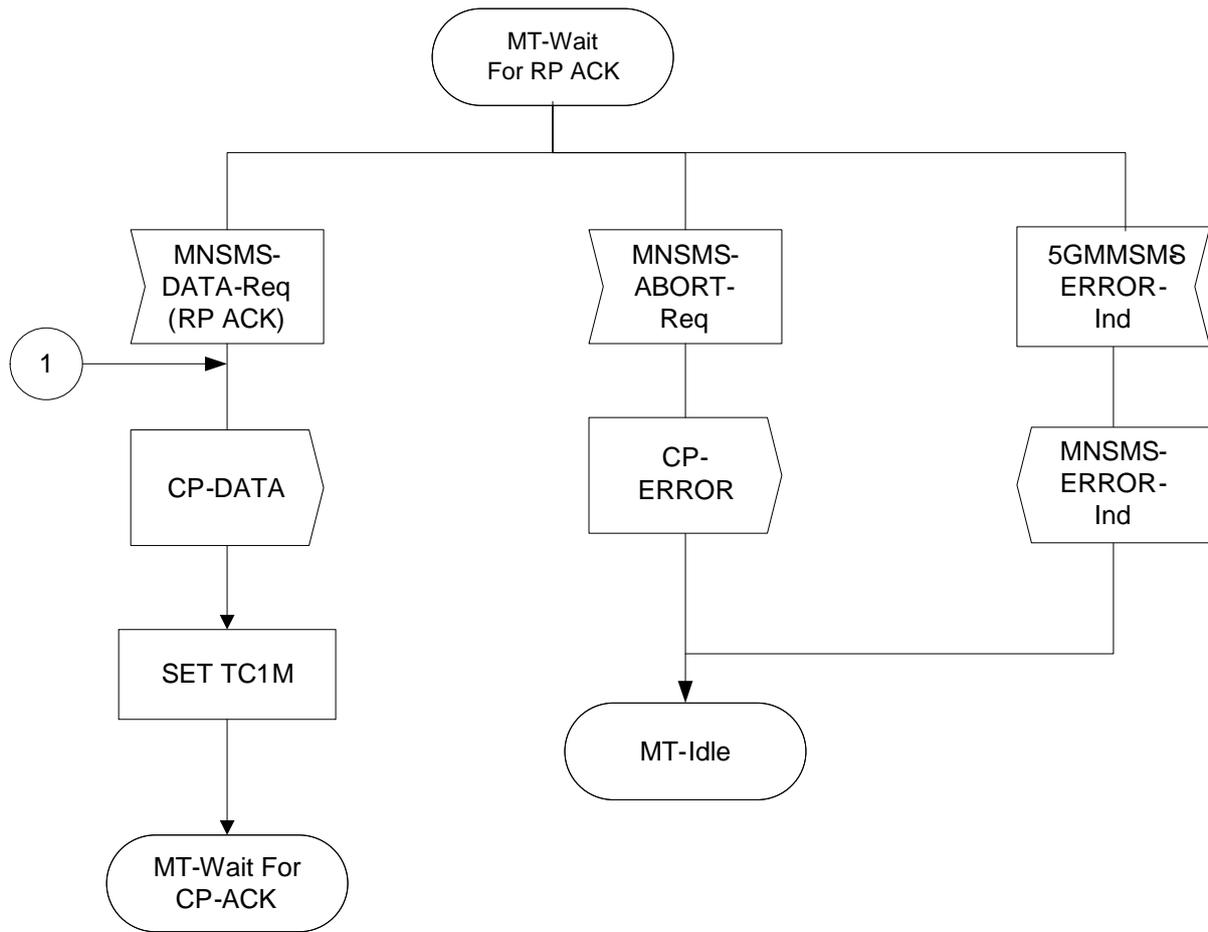 MT-Wait
For RP ACK
MNSMS-
DATA-Req
(RP ACK)
MNSMS-
ABORT-
Req
5GMMSMS-
ERROR-
Ind
1
CP-DATA
CP-
ERROR
MNSMS-
ERROR-
Ind
SET TC1M
MT-Idle
MT-Wait For
CP-ACK